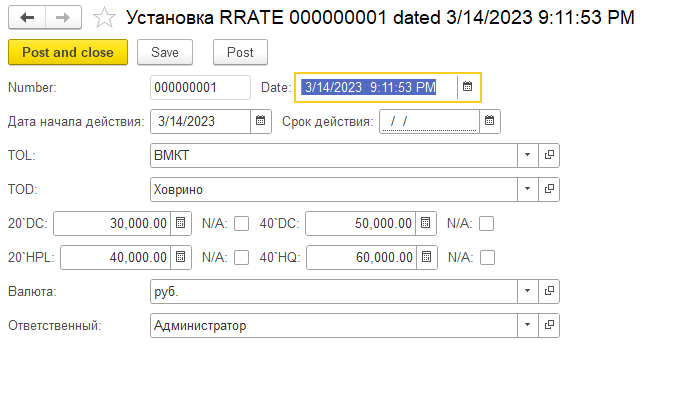 Установка RRATE 000000001 dated 3/14/2023 9:11:53 PM
Post and close Save Post
Number: 000000001 Date: 3/14/2023 9:11:53 PM
Дата начала действия: 3/14/2023 Срок действия: / /
TOL: ВМКТ
TOD: Ховрино
20`DC: 30,000.00 N/A: 40`DC: 50,000.00 N/A:
20`HPL: 40,000.00 N/A: 40`HQ: 60,000.00 N/A:
Валюта: руб.
Ответственный: Администратор